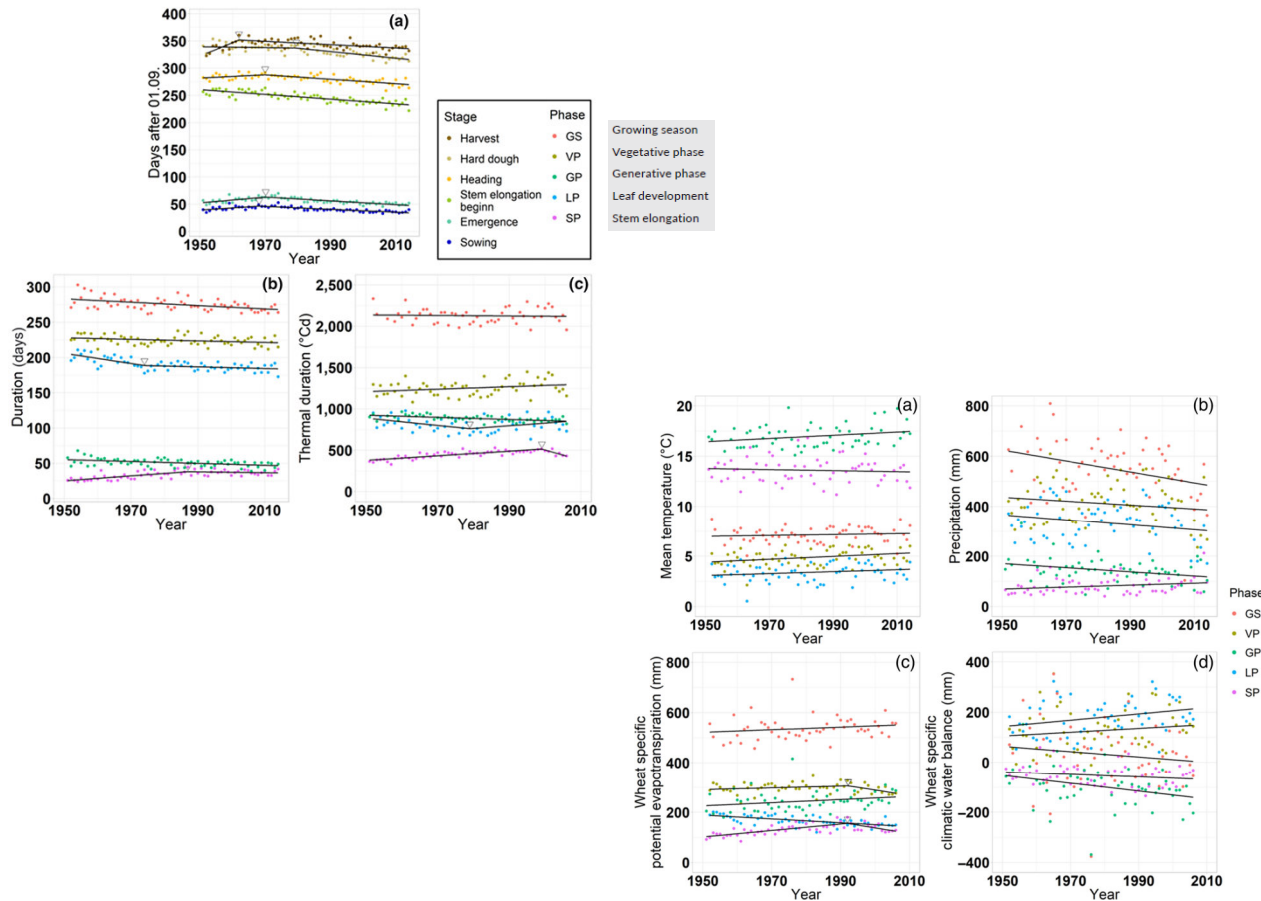 (a)
400
350
300
250
200
150
100
50
0
Days after 01.09.
1950
1970
1990
2010
Year
Stage
Harvest
Hard dough
Heading
Stem elongation
beginn
Emergence
Sowing
Phase
GS
VP
GP
LP
SP
Growing season
Vegetative phase
Generative phase
Leaf development
Stem elongation
(b)
300
250
200
150
100
50
0
Duration (days)
1950
1970
1990
2010
Year
(c)
2,500
2,000
1,500
1,000
500
0
Thermal duration (°Cd)
1950
1970
1990
2010
Year
(a)
20
15
10
5
0
Mean temperature (°C)
1950
1970
1990
2010
Year
(b)
800
600
400
200
0
Precipitation (mm)
1950
1970
1990
2010
Year
Phase
GS
VP
GP
LP
SP
(c)
800
600
400
200
0
Wheat specific
potential evapotranspiration (mm)
1950
1970
1990
2010
Year
(d)
400
200
0
−200
−400
Wheat specific
climatic water balance (mm)
1950
1970
1990
2010
Year